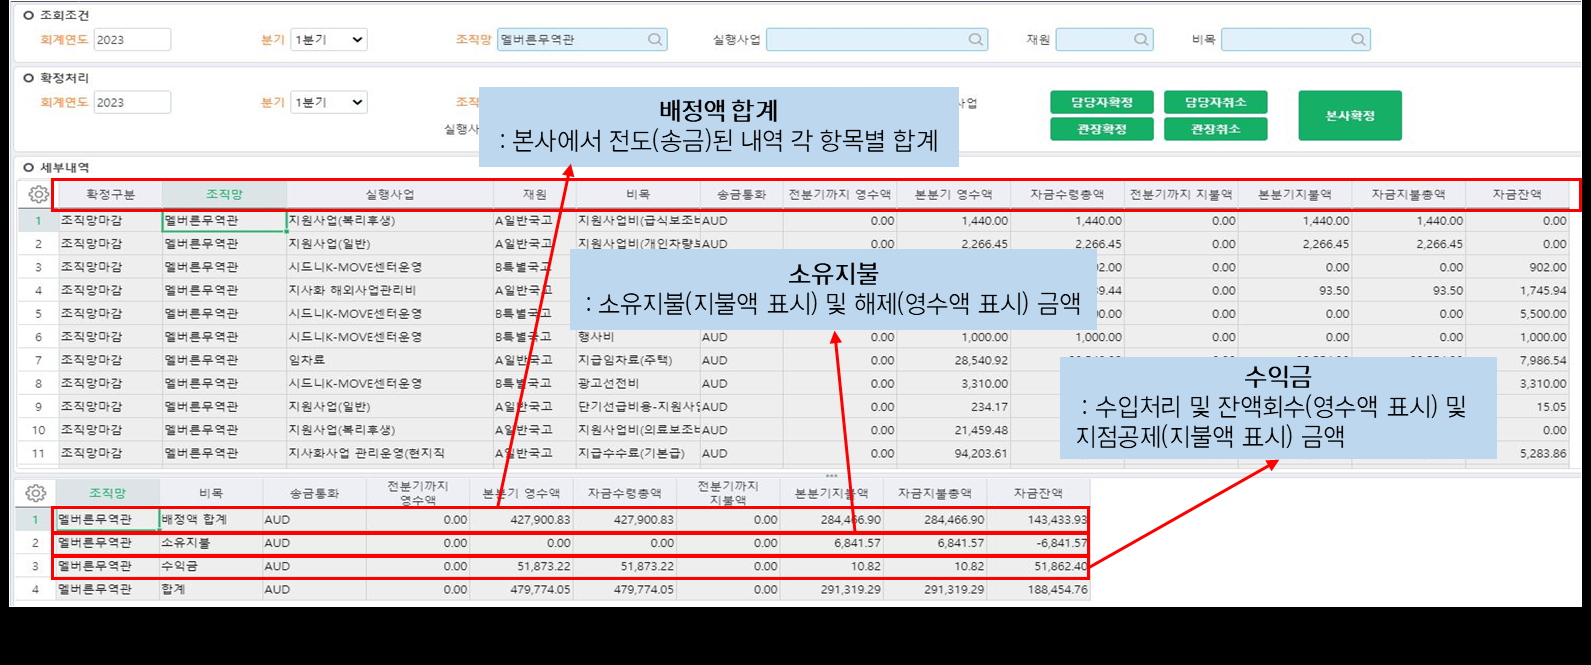 조회조건
회계연도 2023 분기 1분기 조직망 멜버른무역관 실행사업 재원 비목
확정처리
회계연도 2023 분기 1분기 조직
실행사
담당자확정 담당자취소 본사확정
관장확정 관장취소
배정액 합계
: 본사에서 전도(송금)된 내역 각 항목별 합계
세부내역
확정구분 조직망 실행사업 재원 비목 송금통화 전분기까지 영수액 본분기 영수액 자금수령총액 전분기까지 지불액 본분기지불액 자금지불총액 자금잔액
1 조직망마감 멜버른무역관 지원사업(복리후생) A일반국고 지원사업비(급식보조비 AUD 0.00 1,440.00 1,440.00 0.00 1,440.00 1,440.00 0.00
2 조직망마감 멜버른무역관 지원사업(일반) A일반국고 지원사업비(개인차량보 AUD 0.00 2,266.45 2,266.45 0.00 2,266.45 2,266.45 0.00
3 조직망마감 멜버른무역관 시드니K-MOVE센터운영 B특별국고 0.00 0.00 0.00 902.00
4 조직망마감 멜버른무역관 지사화 해외사업관리비 A일반국고 0.00 93.50 93.50 1,745.94
5 조직망마감 멜버른무역관 시드니K-MOVE센터운영 B특별국고 0.00 0.00 0.00 5,500.00
6 조직망마감 멜버른무역관 시드니K-MOVE센터운영 B특별국고 행사비 AUD 0.00 1,000.00 1,000.00 0.00 0.00 0.00 1,000.00
7 조직망마감 멜버른무역관 임차료 A일반국고 지급임차료(주택) AUD 0.00 28,540.92 7,986.54
8 조직망마감 멜버른무역관 시드니K-MOVE센터운영 B특별국고 광고선전비 AUD 0.00 3,310.00 3,310.00
9 조직망마감 멜버른무역관 지원사업(일반) A일반국고 단기선급비용-지원사업 AUD 0.00 234.17 15.05
10 조직망마감 멜버른무역관 지원사업(복리후생) A일반국고 지원사업비(의료보조비 AUD 0.00 21,459.48 0.00
11 조직망마감 멜버른무역관 지사화사업 관리운영(현지직 A일반국고 지급수수료(기본급) AUD 0.00 94,203.61 5,283.86
소유지불
: 소유지불(지불액 표시) 및 해제(영수액 표시) 금액
수익금
: 수입처리 및 잔액회수(영수액 표시) 및
지점공제(지불액 표시) 금액
조직망 비목 송금통화 전분기까지 영수액 본분기 영수액 자금수령총액 전분기까지 지불액 본분기지불액 자금지불총액 자금잔액
1 멜버른무역관 배정액 합계 AUD 0.00 427,900.83 427,900.83 0.00 284,466.90 284,466.90 143,433.93
2 멜버른무역관 소유지불 AUD 0.00 0.00 0.00 0.00 6,841.57 6,841.57 -6,841.57
3 멜버른무역관 수익금 AUD 0.00 51,873.22 51,873.22 0.00 10.82 10.82 51,862.40
4 멜버른무역관 합계 AUD 0.00 479,774.05 479,774.05 0.00 291,319.29 291,319.29 188,454.76